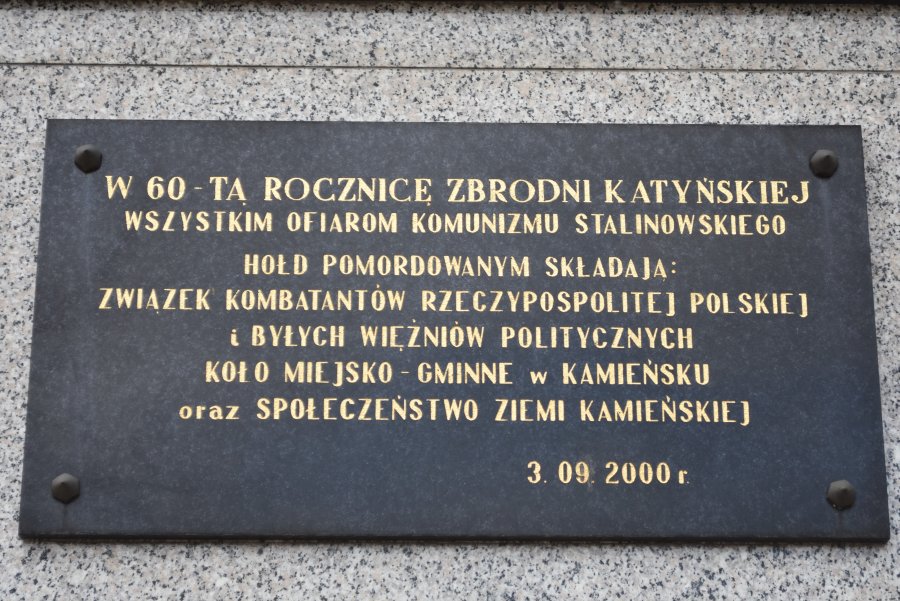 W 60-TĄ ROCZNICĘ ZBRODNI KATYŃSKIEJ
WSZYSTKIM OFIAROM KOMUNIZMU STALINOWSKIEGO
HOŁD POMORDOWANYM SKŁADAJĄ:
ZWIĄZEK KOMBATANTÓW RZECZYPOSPOLITEJ POLSKIEJ
i BYŁYCH WIĘŹNIÓW POLITYCZNYCH
KOŁO MIEJSKO-GMINNE w KAMIEŃSKU
oraz SPOŁECZEŃSTWO ZIEMI KAMIEŃSKIEJ
3. 09. 2000 r.